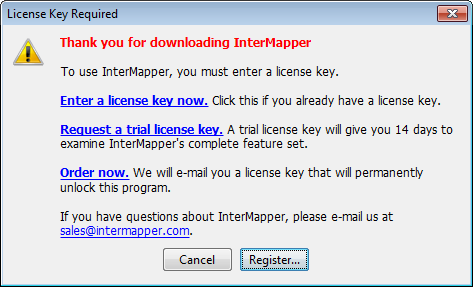 License Key Required
Thank you for downloading InterMapper
To use InterMapper, you must enter a license key.
Enter a license key now. Click this if you already have a license key.
Request a trial license key. A trial license key will give you 14 days to
examine InterMapper's complete feature set.
Order now. We will e-mail you a license key that will permanently
unlock this program.
If you have questions about InterMapper, please e-mail us at
sales@intermapper.com.
Cancel
Register...